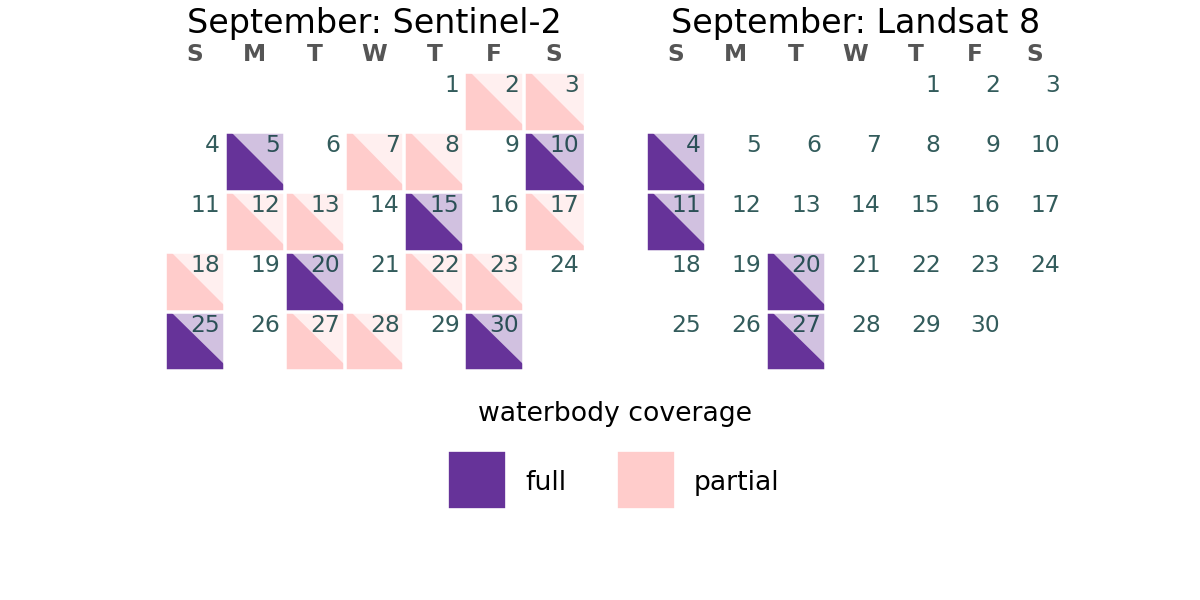 September: Sentinel-2
S M T W T F S
1 2 3
4 5 6 7 8 9 10
11 12 13 14 15 16 17
18 19 20 21 22 23 24
25 26 27 28 29 30
September: Landsat 8
S M T W T F S
1 2 3
4 5 6 7 8 9 10
11 12 13 14 15 16 17
18 19 20 21 22 23 24
25 26 27 28 29 30
waterbody coverage
full
partial